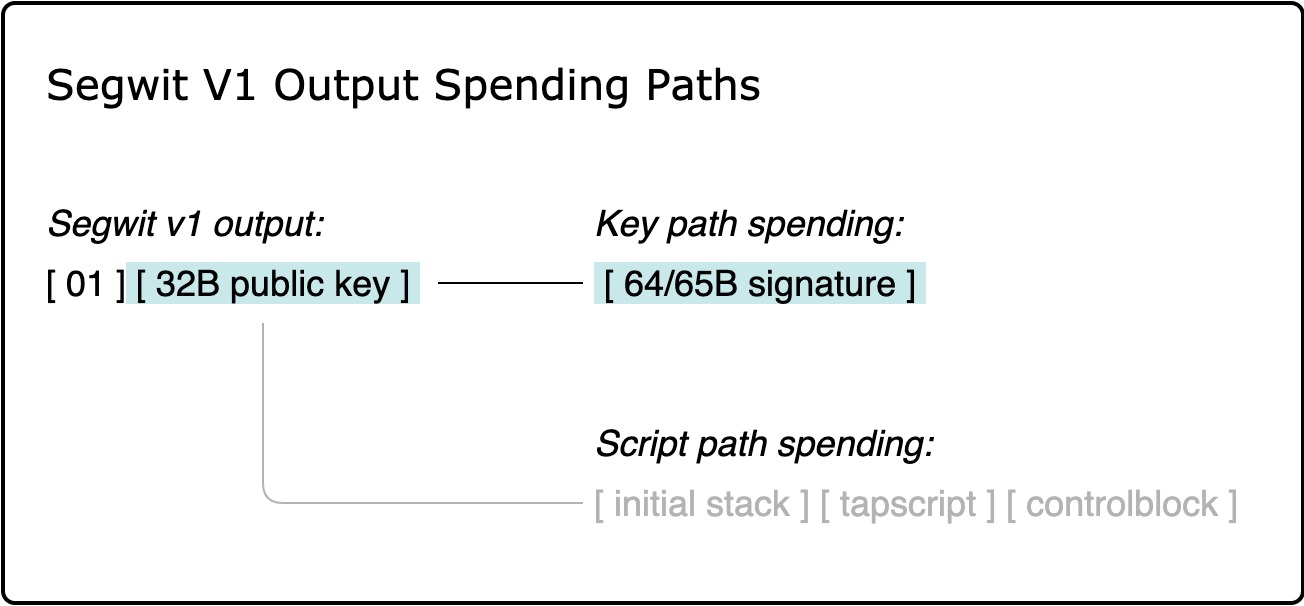 Segwit V1 Output Spending Paths
Segwit v1 output:
[ 01 ] [ 32B public key ]
Key path spending:
[ 64/65B signature ]
Script path spending:
[ initial stack ] [ tapscript ] [ controlblock ]